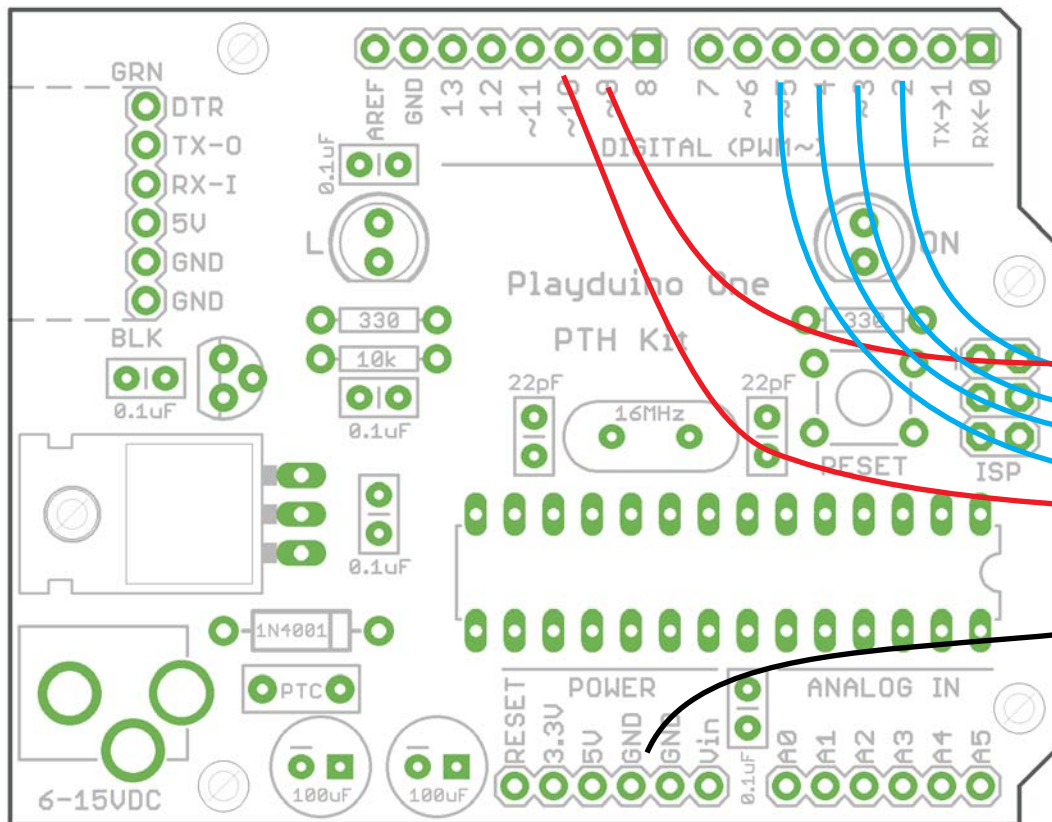 GRN
DTR
TX-O
RX-I
5V
GND
GND
BLK
AREF
GND
13
12
~11
~10
~9
8
7
~6
~5
4
~3
2
TX→1
RX←0
DIGITAL (PWM~)
0.1uF
L
ON
Playduino One
PTH Kit
330
330
10k
0.1uF
0.1uF
22pF
22pF
16MHz
RESET
1
ISP
0.1uF
1N4001
PTC
POWER
ANALOG IN
RESET
3.3V
5V
GND
GND
Vin
0.1uF
A0
A1
A2
A3
A4
A5
6-15VDC
100uF
100uF